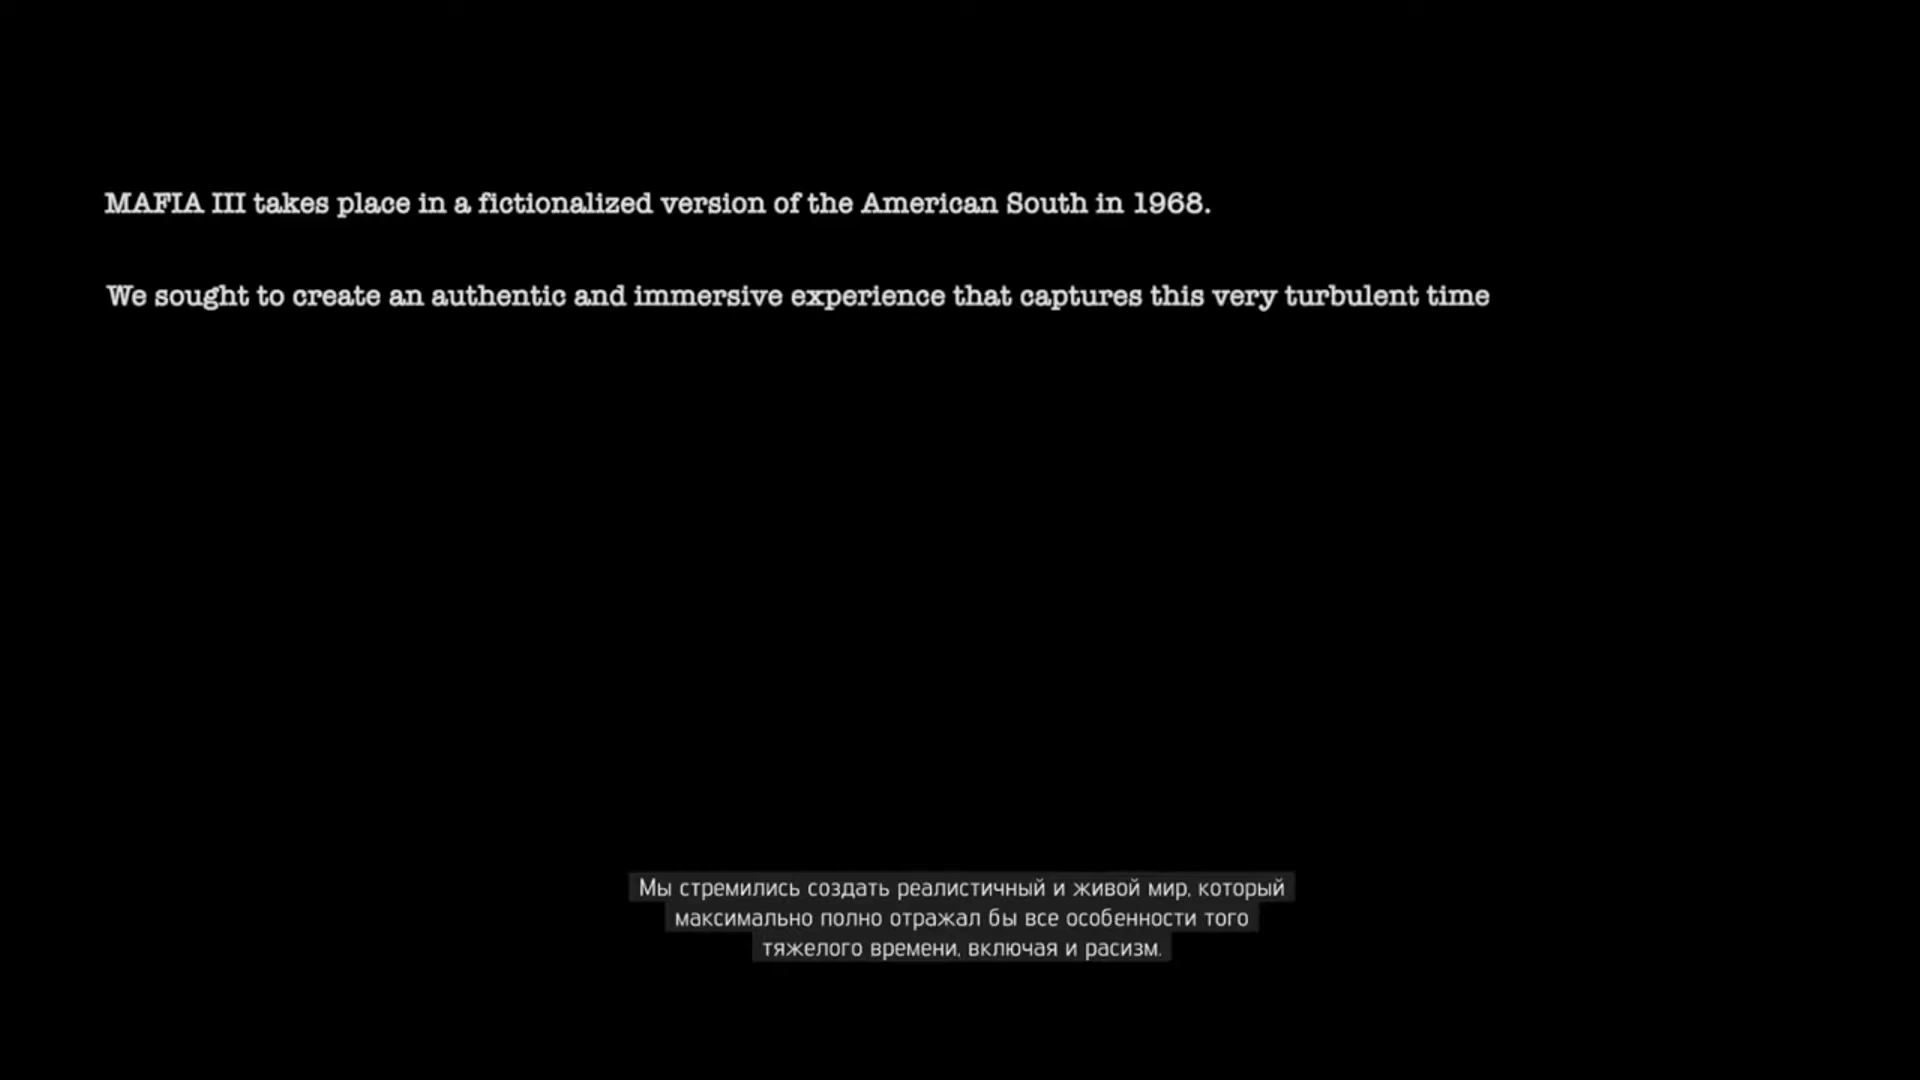 MAFIA III takes place in a fictionalized version of the American South in 1968.
We sought to create an authentic and immersive experience that captures this very turbulent time
Мы стремились создать реалистичный и живой мир, который
максимально полно отражал бы все особенности того
тяжелого времени, включая и расизм.